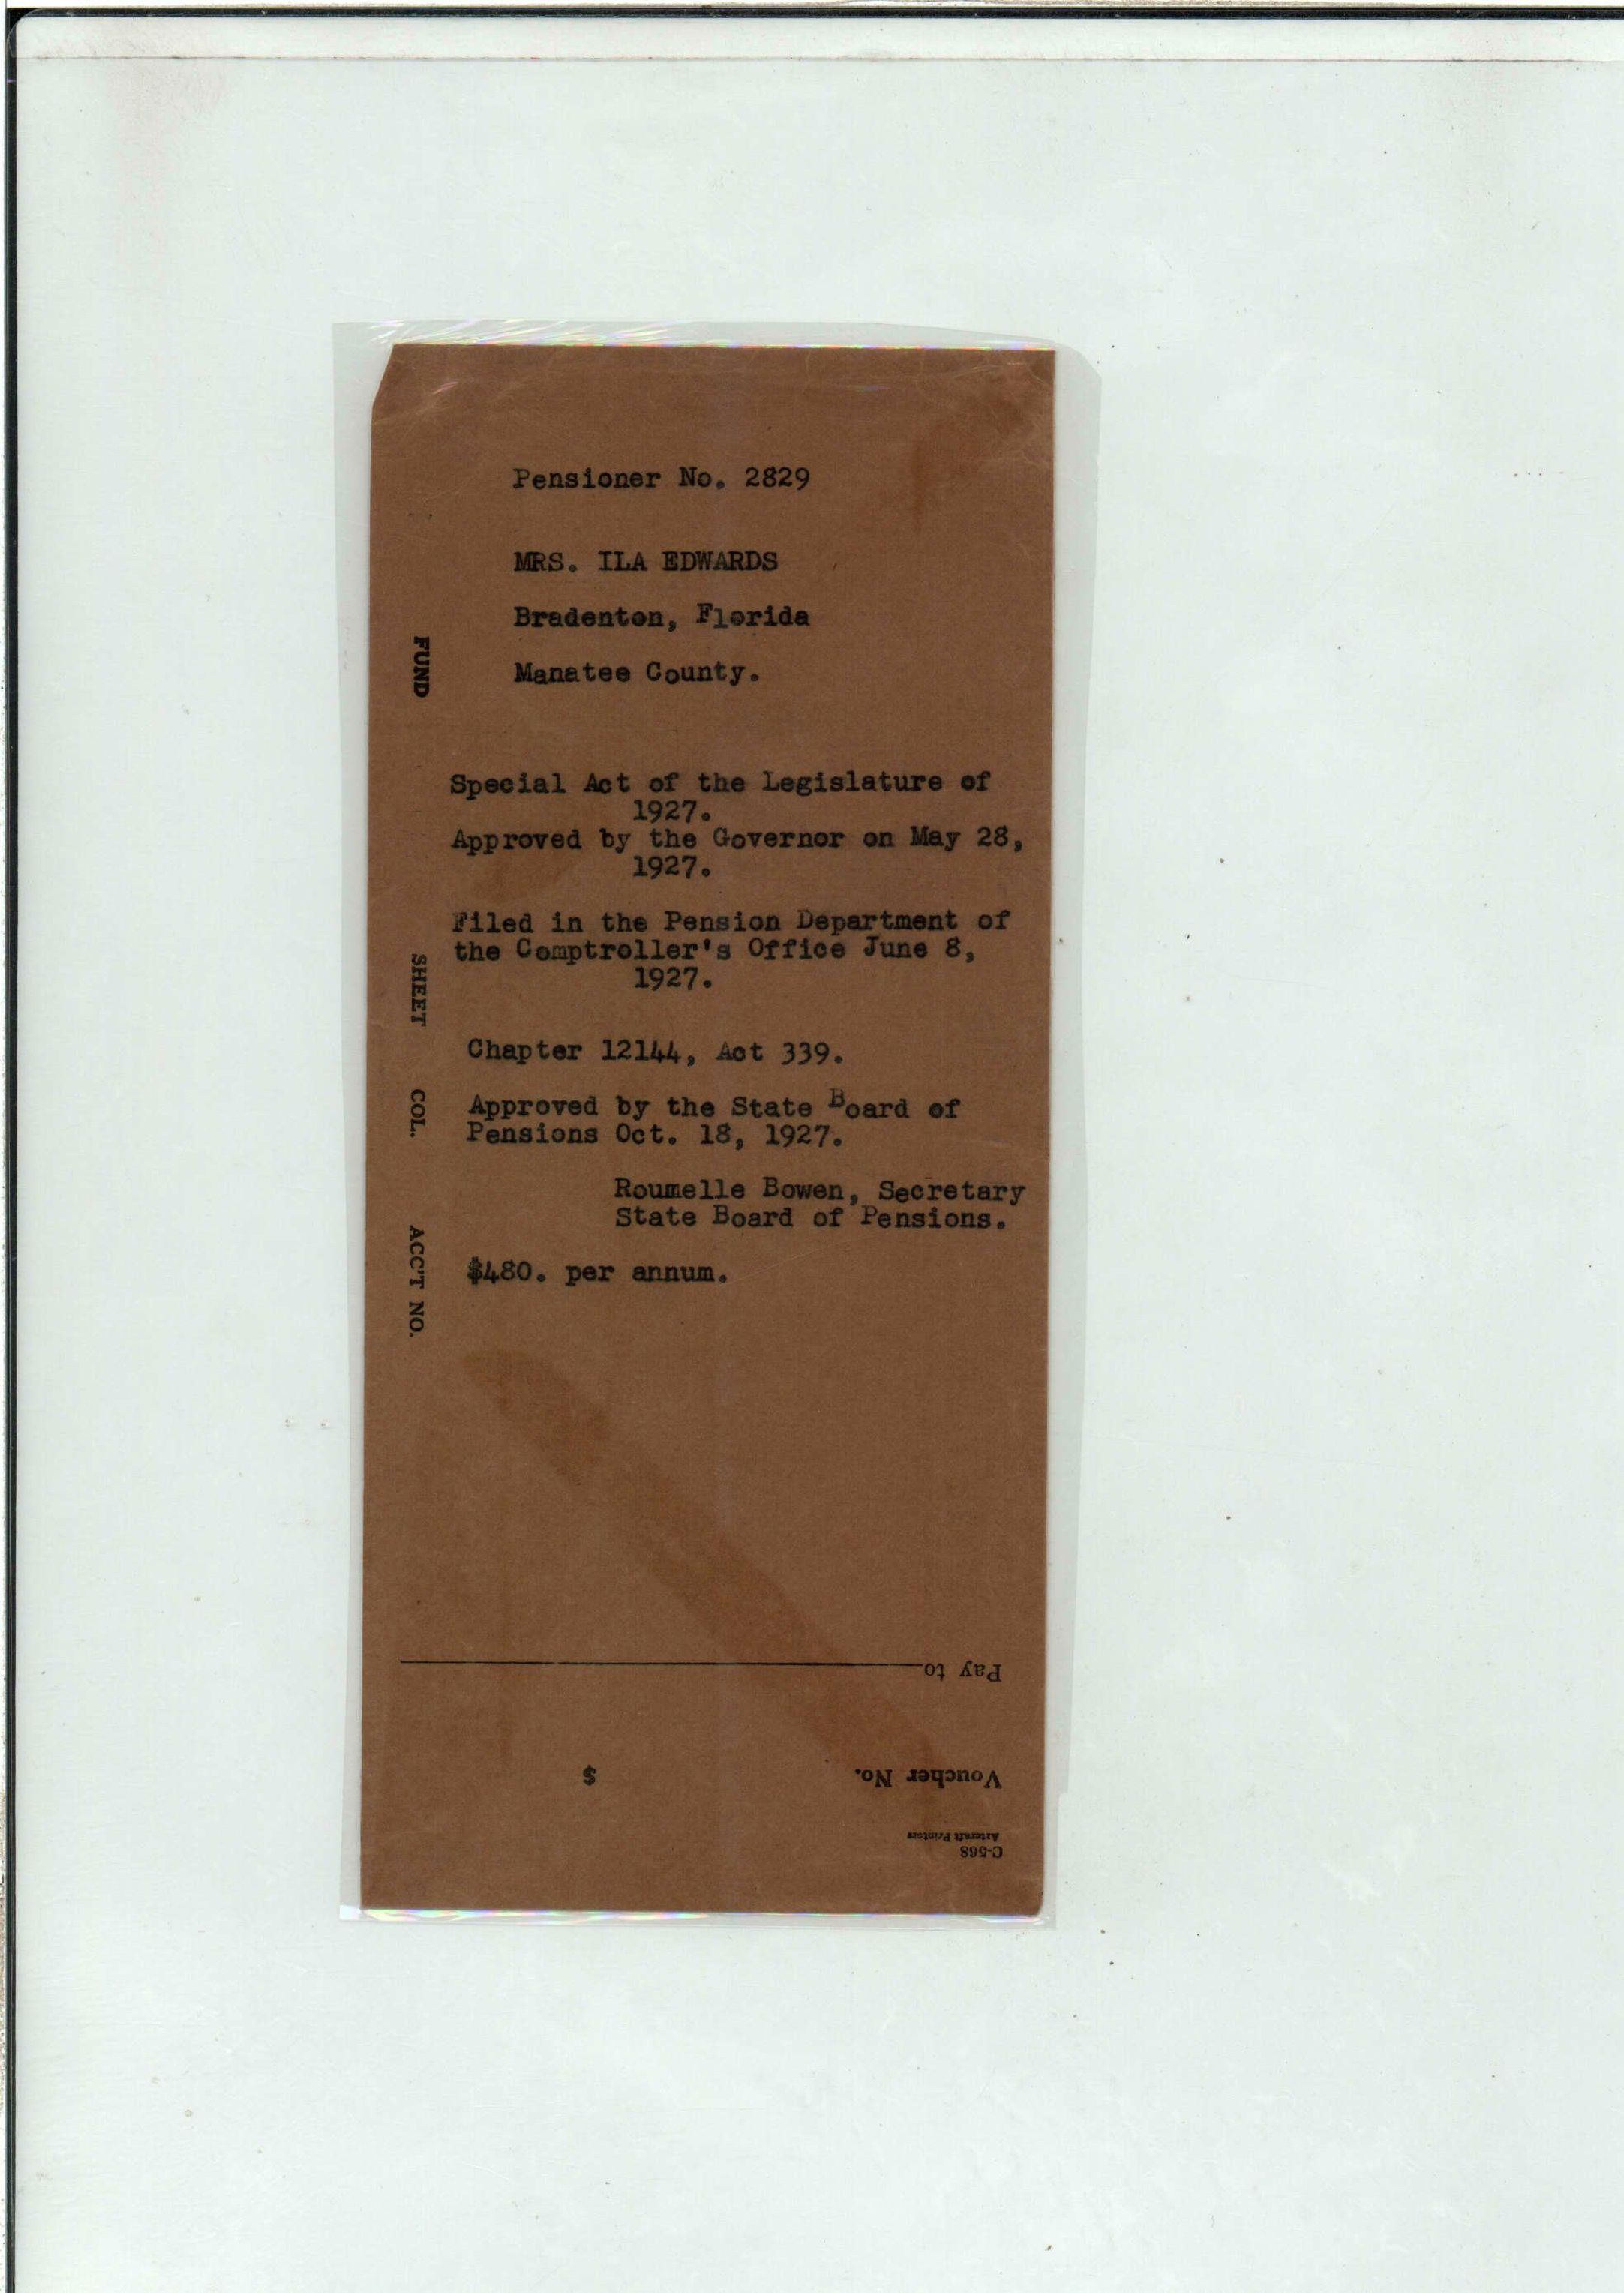 Pensioner No. 2829
MRS. ILA EDWARDS
Bradenton, Florida
Manatee County.
Special Act of the Legislature of
1927.
Approved by the Governor on May 28,
1927.
Filed in the Pension Department of
the Comptroller's Office June 8,
1927.
Chapter 12144, Act 339.
Approved by the State Board of
Pensions Oct. 18, 1927.
Roumelle Bowen, Secretary
State Board of Pensions.
$480. per annum.
FUND
SHEET
COL.
ACC'T NO.
Pay to
Voucher No. $
Artcraft Printers
C-568